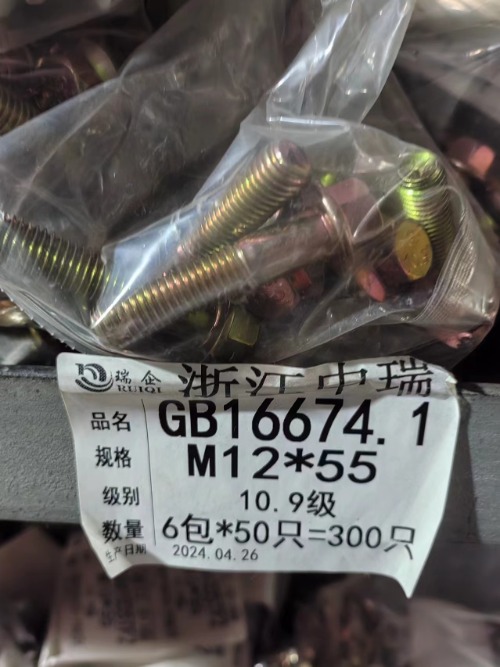 瑞企 浙江中瑞
RUIQI
品名 GB16674.1
规格 M12*55
级别 10.9级
数量 6包*50只=300只
生产日期 2024.04.26